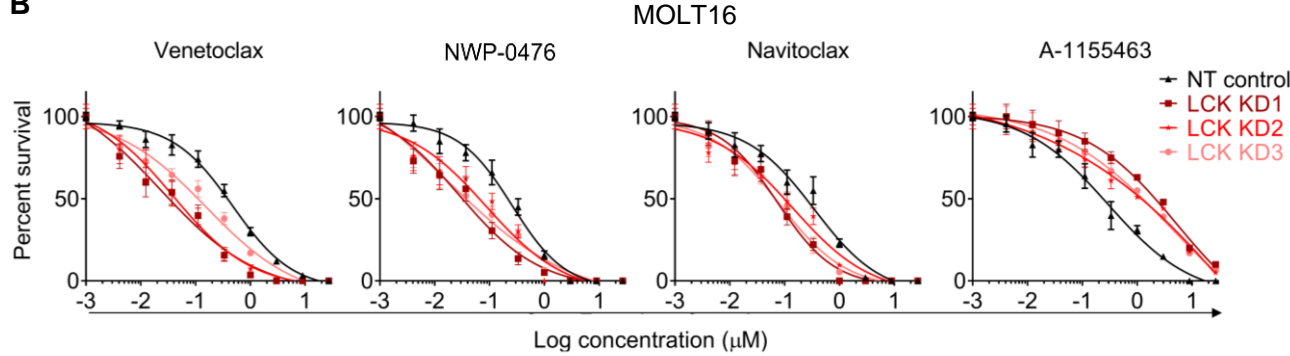 B
MOLT16
Venetoclax
NWP-0476
Navitoclax
A-1155463
NT control
LCK KD1
LCK KD2
LCK KD3
Percent survival
100
50
0
100
50
0
100
50
0
100
50
0
-3 -2 -1 0 1
-3 -2 -1 0 1
-3 -2 -1 0 1
-3 -2 -1 0 1
Log concentration (μM)